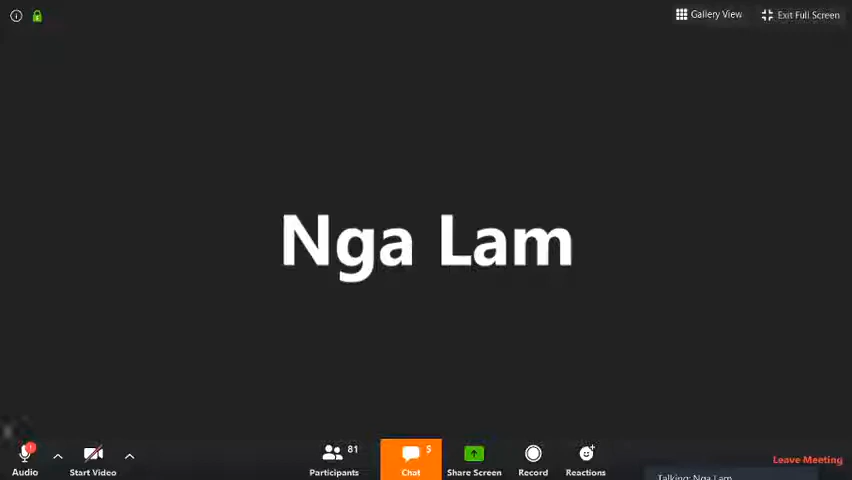 Gallery View
Exit Full Screen
Nga Lam
Audio
Start Video
Participants
81
Chat
5
Share Screen
Record
Reactions
Leave Meeting
Talking: Nga Lam